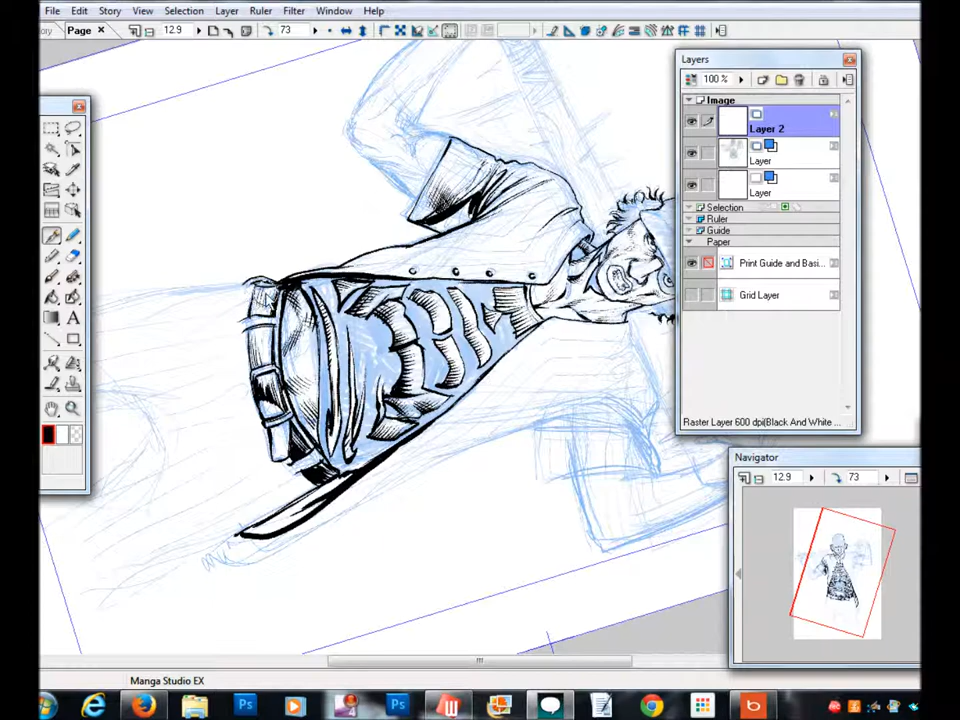 File Edit View Selection Layer Ruler Filter Window Help
Page 12.9 73
Layers
100 %
Image
Layer 2
Layer
Layer
Selection
Ruler
Guide
Paper
Print Guide and Basi...
Grid Layer
Raster Layer 600 dpi(Black And White ...
Navigator
12.9 73
Manga Studio EX